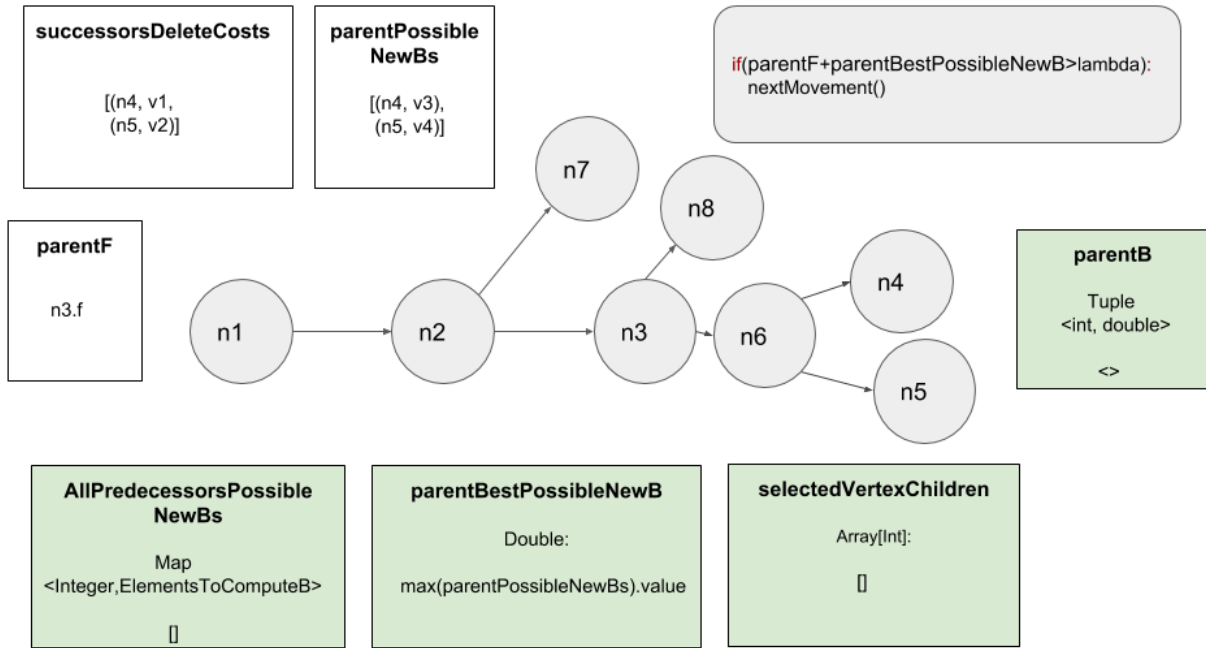 successorsDeleteCosts
[(n4, v1,
(n5, v2)]
parentPossible
NewBs
[(n4, v3),
(n5, v4)]
if(parentF+parentBestPossibleNewB>lambda):
nextMovement()
parentF
n3.f
n1
n2
n7
n3
n8
n6
n4
n5
parentB
Tuple
<int, double>
<>
AllPredecessorsPossible
NewBs
Map
<Integer,ElementsToComputeB>
[]
parentBestPossibleNewB
Double:
max(parentPossibleNewBs).value
selectedVertexChildren
Array[Int]:
[]